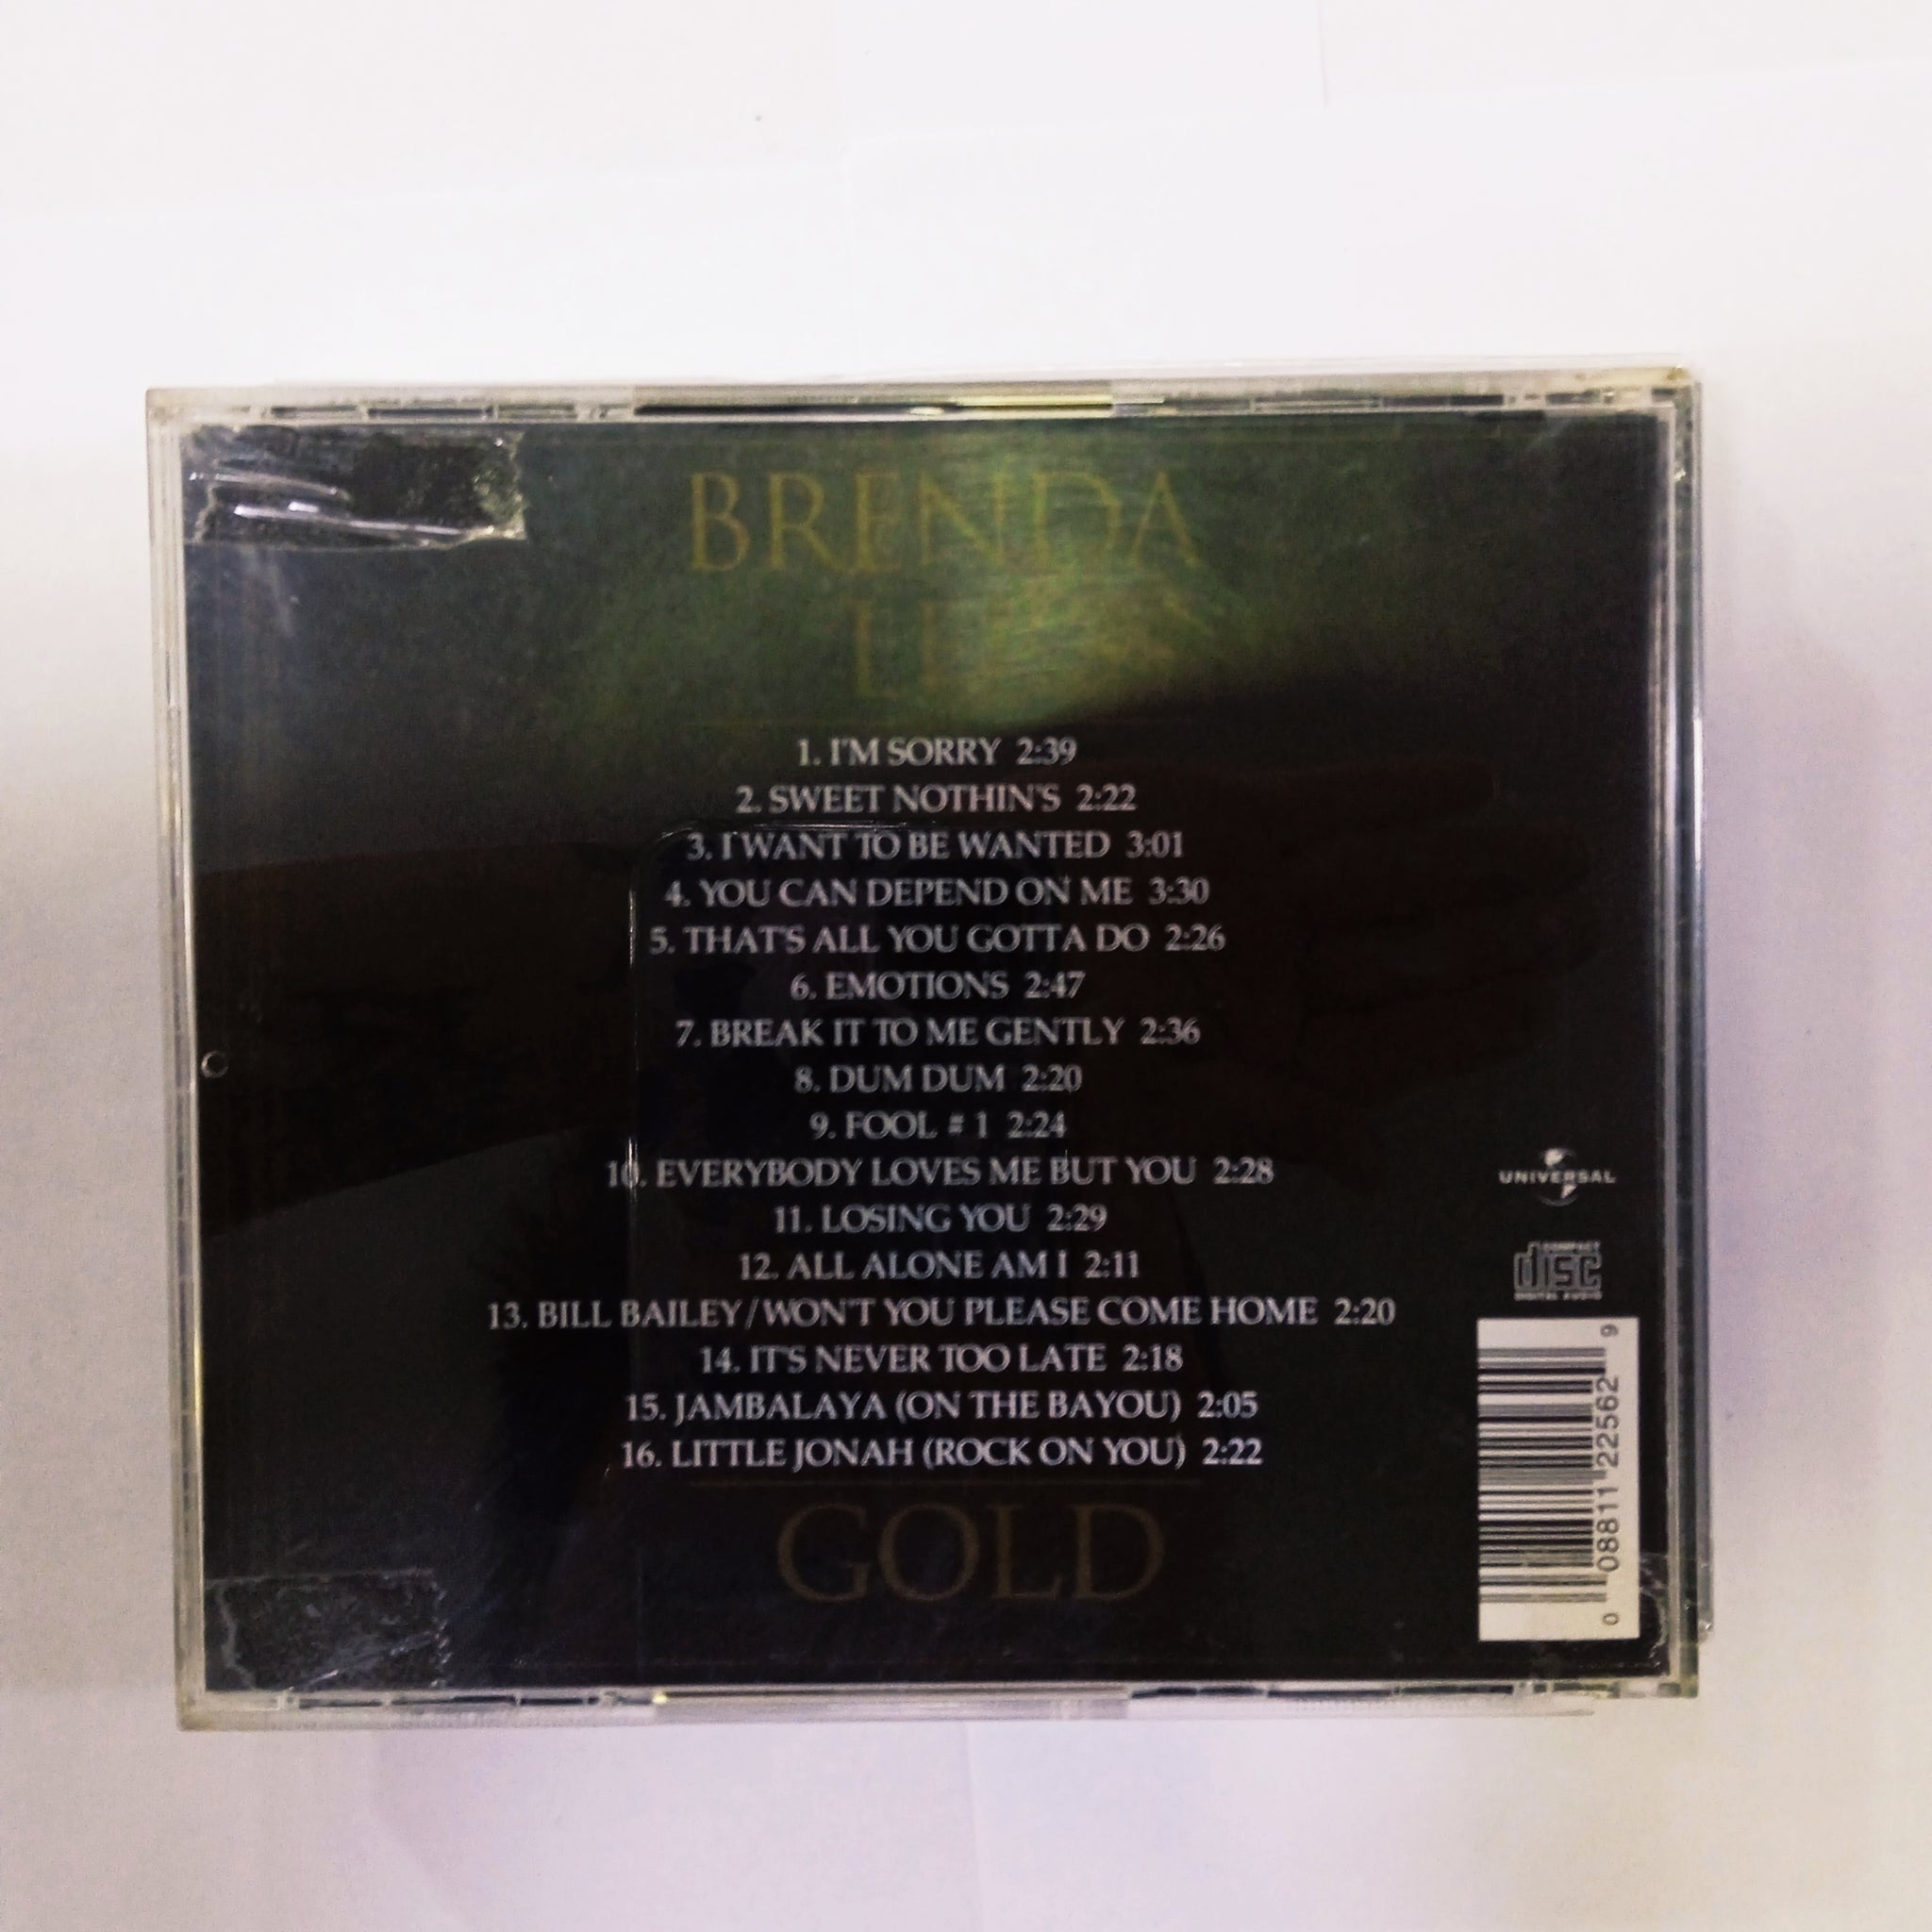 BRENDA
LEE
1. I'M SORRY 2:39
2. SWEET NOTHIN'S 2:22
3. I WANT TO BE WANTED 3:01
4. YOU CAN DEPEND ON ME 3:30
5. THAT'S ALL YOU GOTTA DO 2:26
6. EMOTIONS 2:47
7. BREAK IT TO ME GENTLY 2:36
8. DUM DUM 2:20
9. FOOL # 1 2:24
10. EVERYBODY LOVES ME BUT YOU 2:28
11. LOSING YOU 2:29
12. ALL ALONE AM I 2:11
13. BILL BAILEY/WON'T YOU PLEASE COME HOME 2:20
14. IT'S NEVER TOO LATE 2:18
15. JAMBALAYA (ON THE BAYOU) 2:05
16. LITTLE JONAH (ROCK ON YOU) 2:22
GOLD
UNIVERSAL
COMPACT
disc
DIGITAL AUDIO
0 08811 22562 9